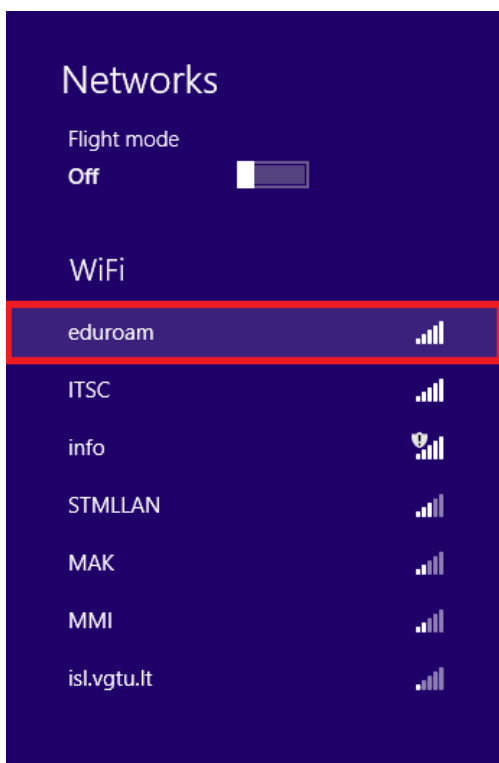 Networks
Flight mode
Off
WiFi
eduroam
ITSC
info
STMLLAN
MAK
MMI
isl.vgtu.lt